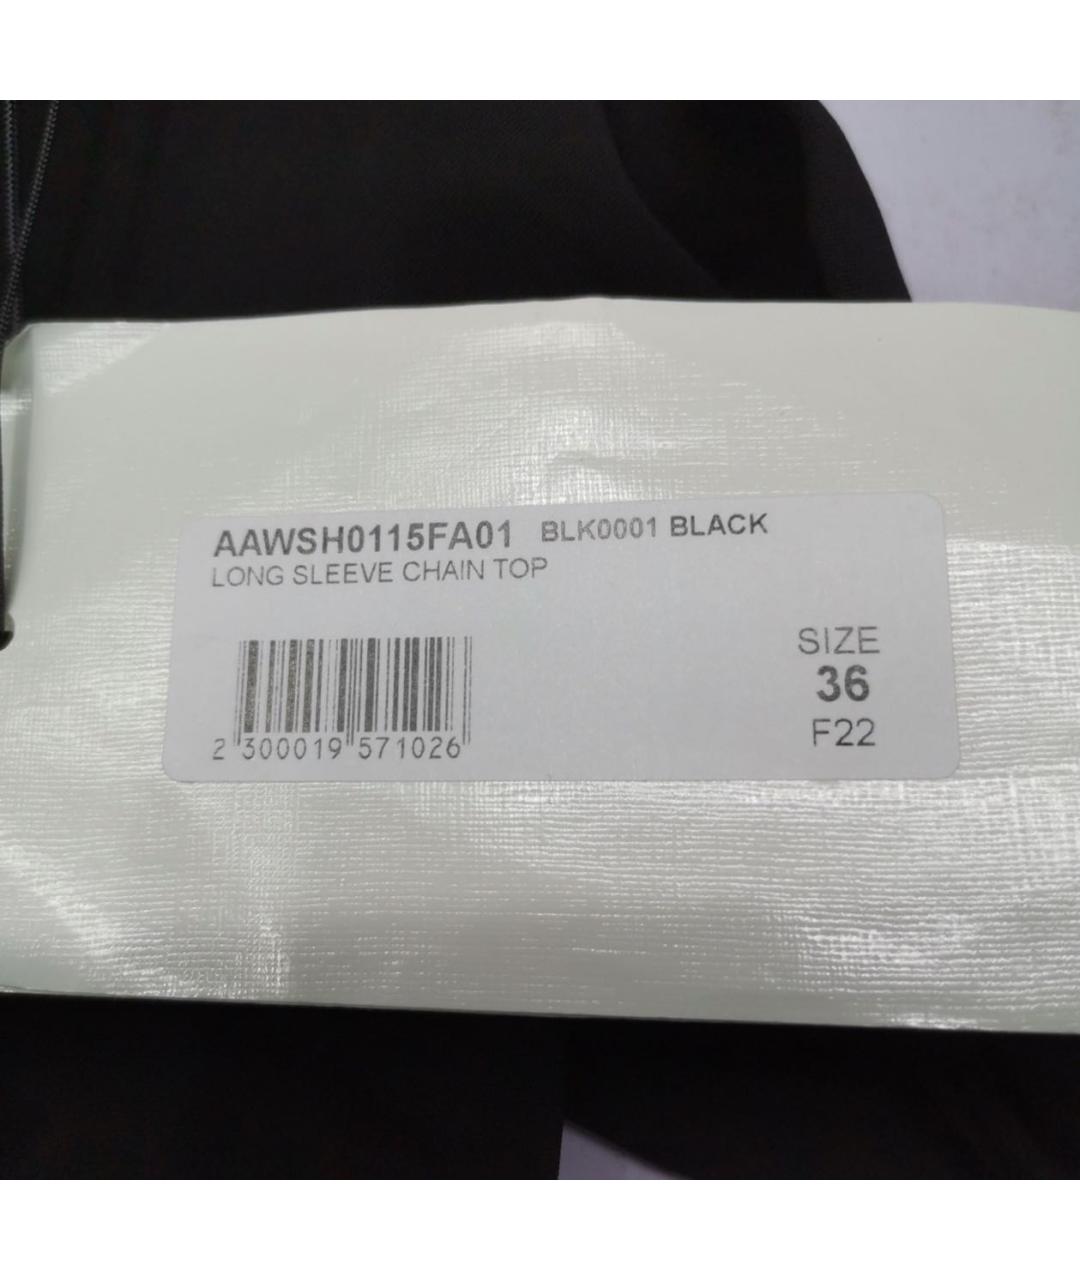 AAWSH0115FA01 BLK0001 BLACK
LONG SLEEVE CHAIN TOP
SIZE
36
F22
2 300019 571026